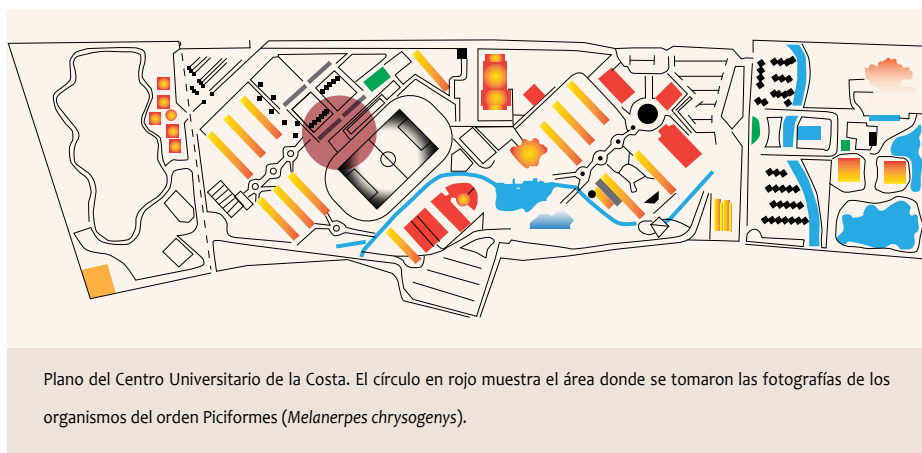 Plano del Centro Universitario de la Costa. El círculo en rojo muestra el área donde se tomaron las fotografías de los
organismos del orden Piciformes (Melanerpes chrysogenys).